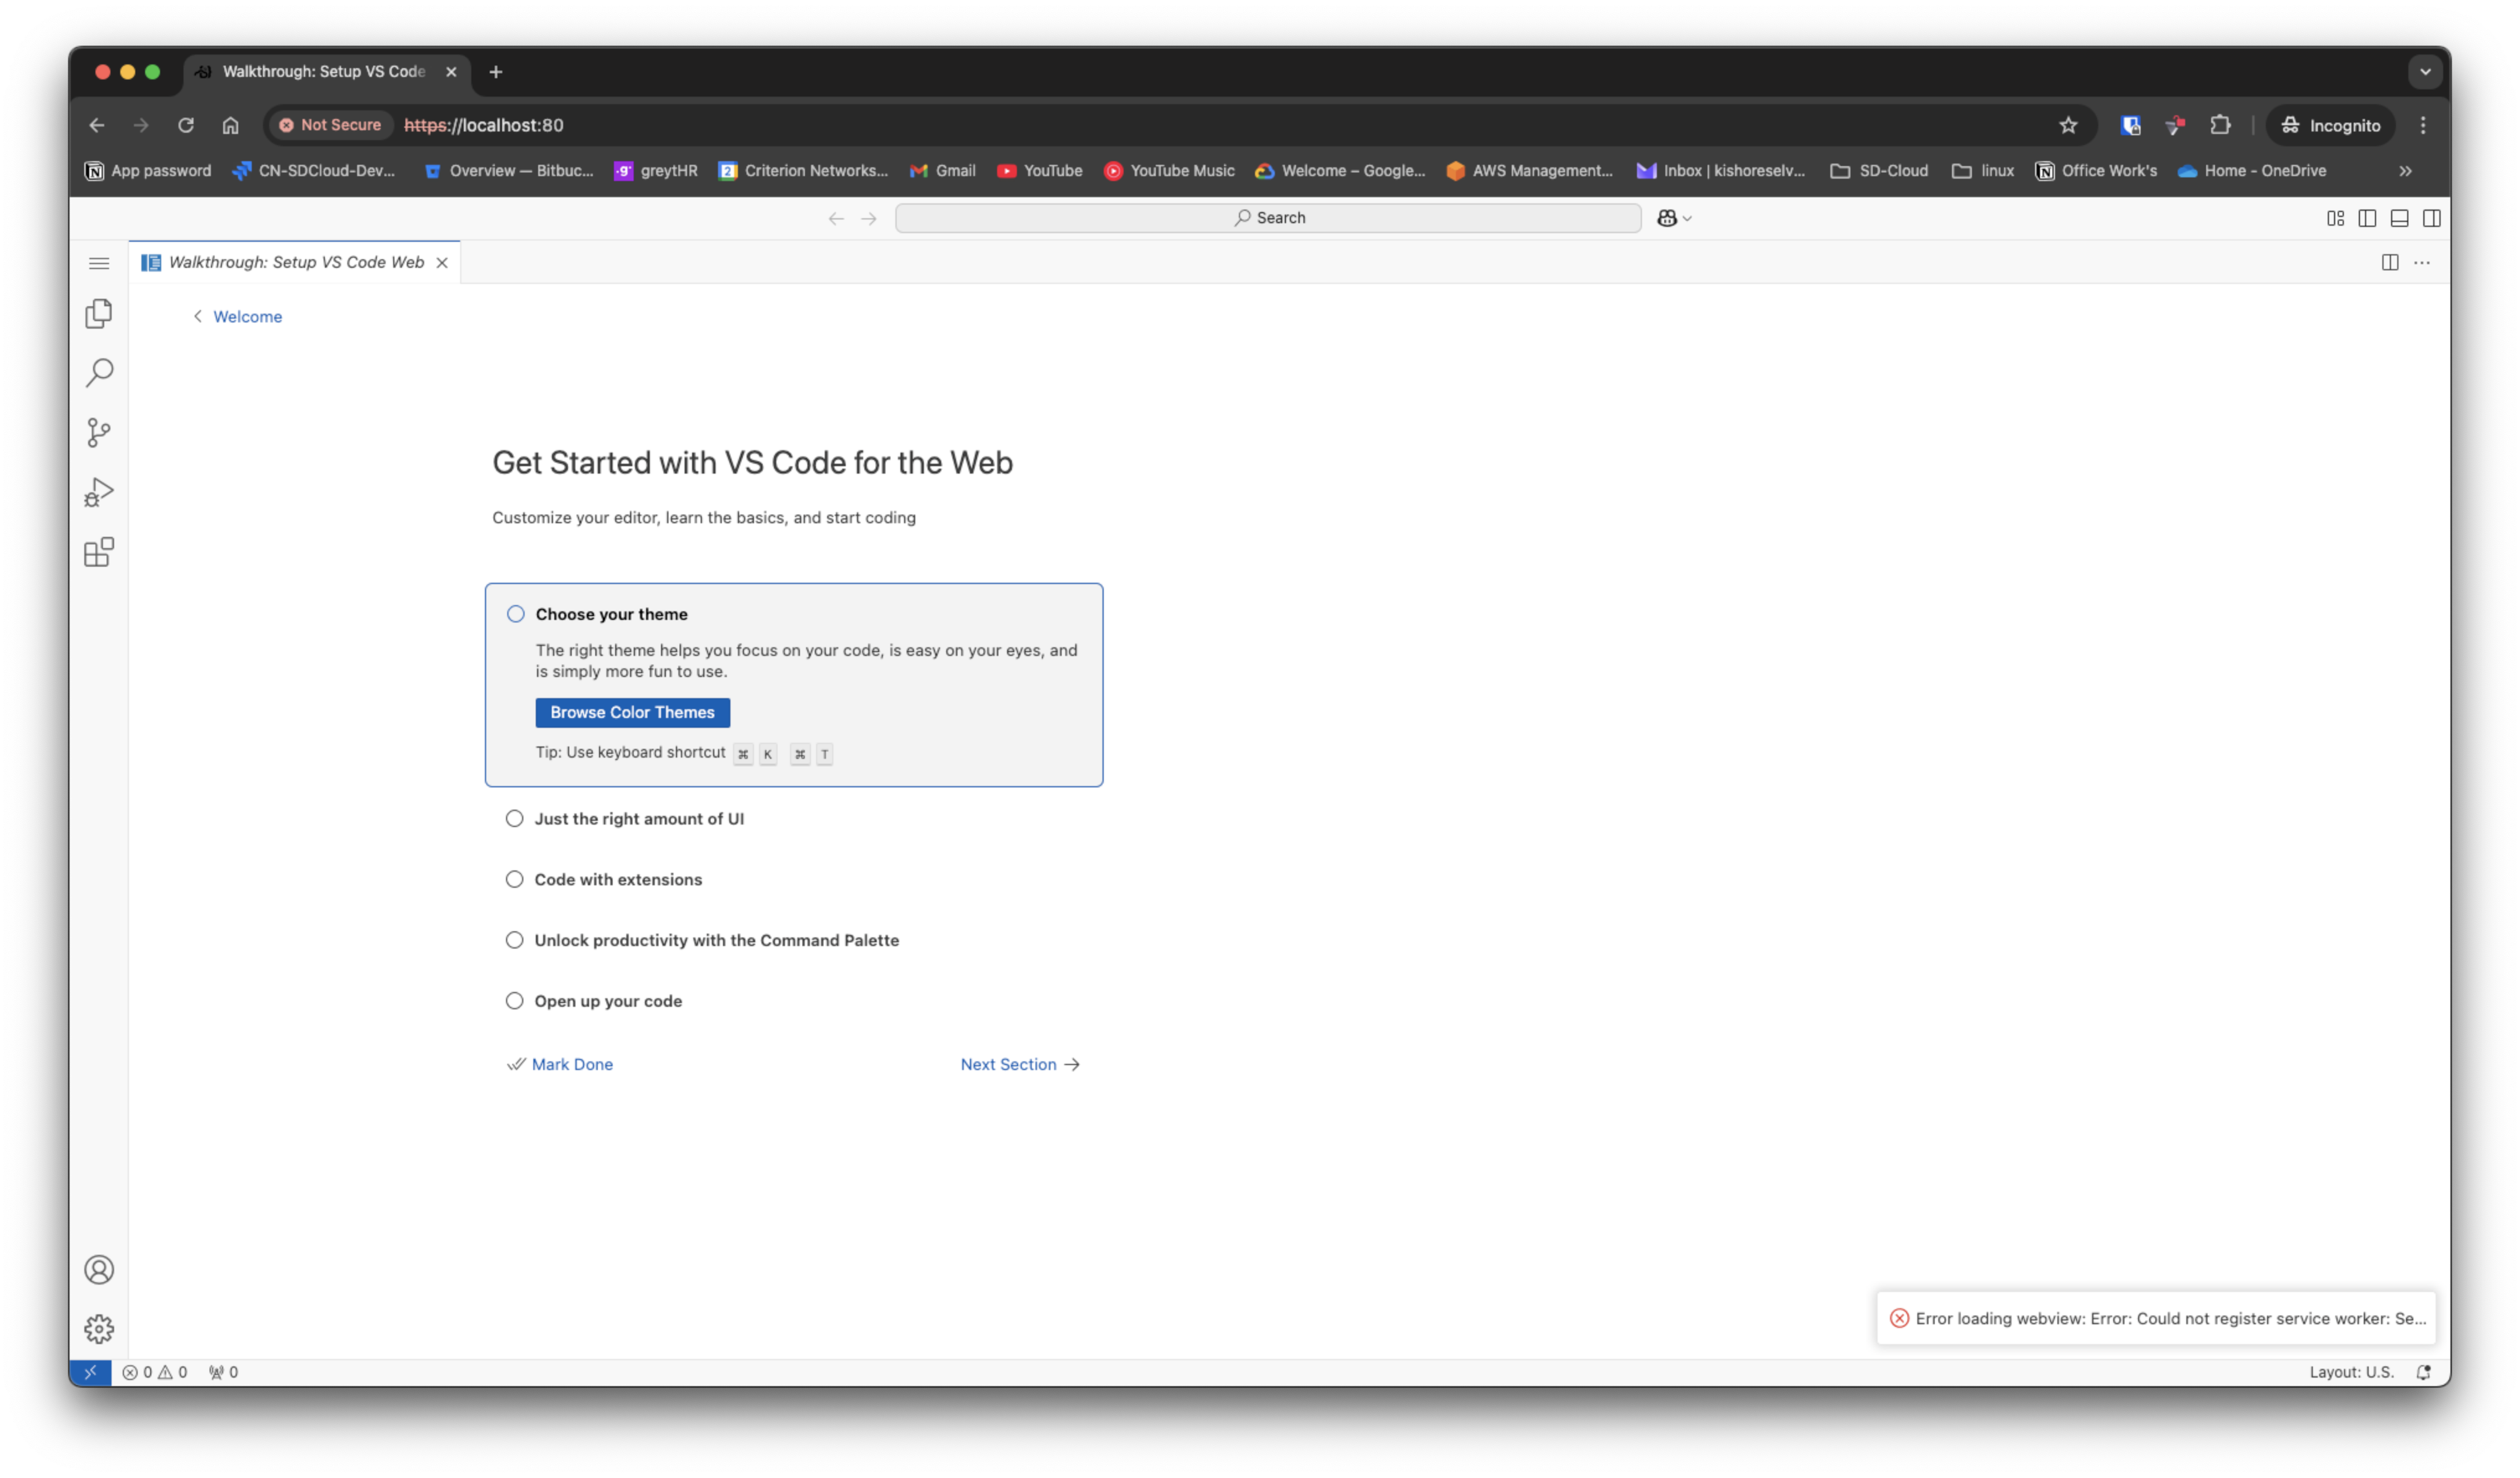 Walkthrough: Setup VS Code
Not Secure https://localhost:80 Incognito
App password CN-SDCloud-Dev... Overview — Bitbuc... greytHR Criterion Networks... Gmail YouTube YouTube Music Welcome – Google... AWS Management... Inbox | kishoreselv... SD-Cloud linux Office Work's Home - OneDrive
Search
Walkthrough: Setup VS Code Web
Welcome
Get Started with VS Code for the Web
Customize your editor, learn the basics, and start coding
Choose your theme
The right theme helps you focus on your code, is easy on your eyes, and
is simply more fun to use.
Browse Color Themes
Tip: Use keyboard shortcut ⌘ K ⌘ T
Just the right amount of UI
Code with extensions
Unlock productivity with the Command Palette
Open up your code
Mark Done Next Section
Error loading webview: Error: Could not register service worker: Se...
0 0 0 Layout: U.S.